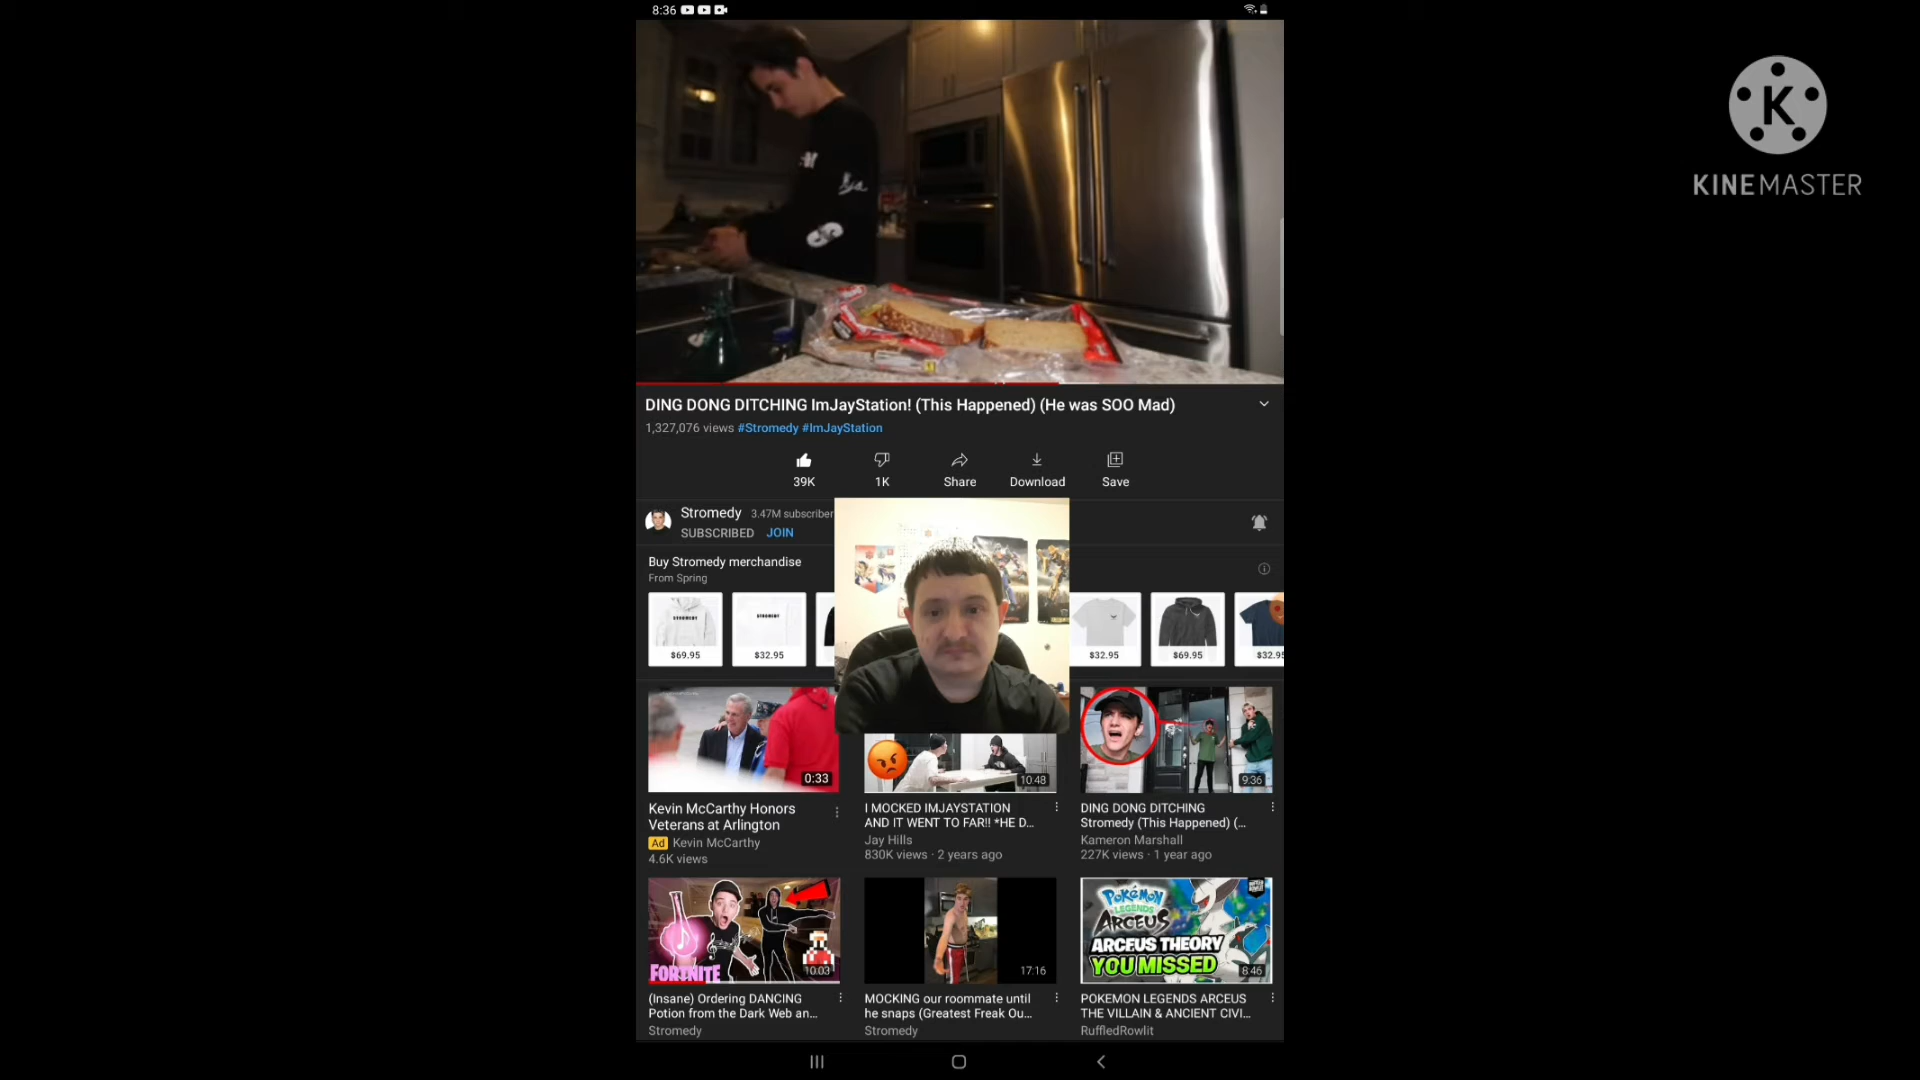 8:36
KINEMASTER
DING DONG DITCHING ImJayStation! (This Happened) (He was SOO Mad)
1,327,076 views #Stromedy #ImJayStation
39K
1K
Share
Download
Save
Stromedy 3.47M subscriber
SUBSCRIBED JOIN
Buy Stromedy merchandise
From Spring
STROMEDY
STROMEDY
$69.95
$32.95
$32.95
$69.95
$32.95
0:33
10:48
9:36
Kevin McCarthy Honors
Veterans at Arlington
Ad Kevin McCarthy
4.6K views
I MOCKED IMJAYSTATION
AND IT WENT TO FAR!! *HE D...
Jay Hills
830K views · 2 years ago
DING DONG DITCHING
Stromedy (This Happened) (...
Kameron Marshall
227K views · 1 year ago
FORTNITE
10:03
17:16
POKéMON
LEGENDS
ARCEUS
ARCEUS THEORY
YOU MISSED
8:46
(Insane) Ordering DANCING
Potion from the Dark Web an...
Stromedy
MOCKING our roommate until
he snaps (Greatest Freak Ou...
Stromedy
POKEMON LEGENDS ARCEUS
THE VILLAIN & ANCIENT CIVI...
RuffledRowlit